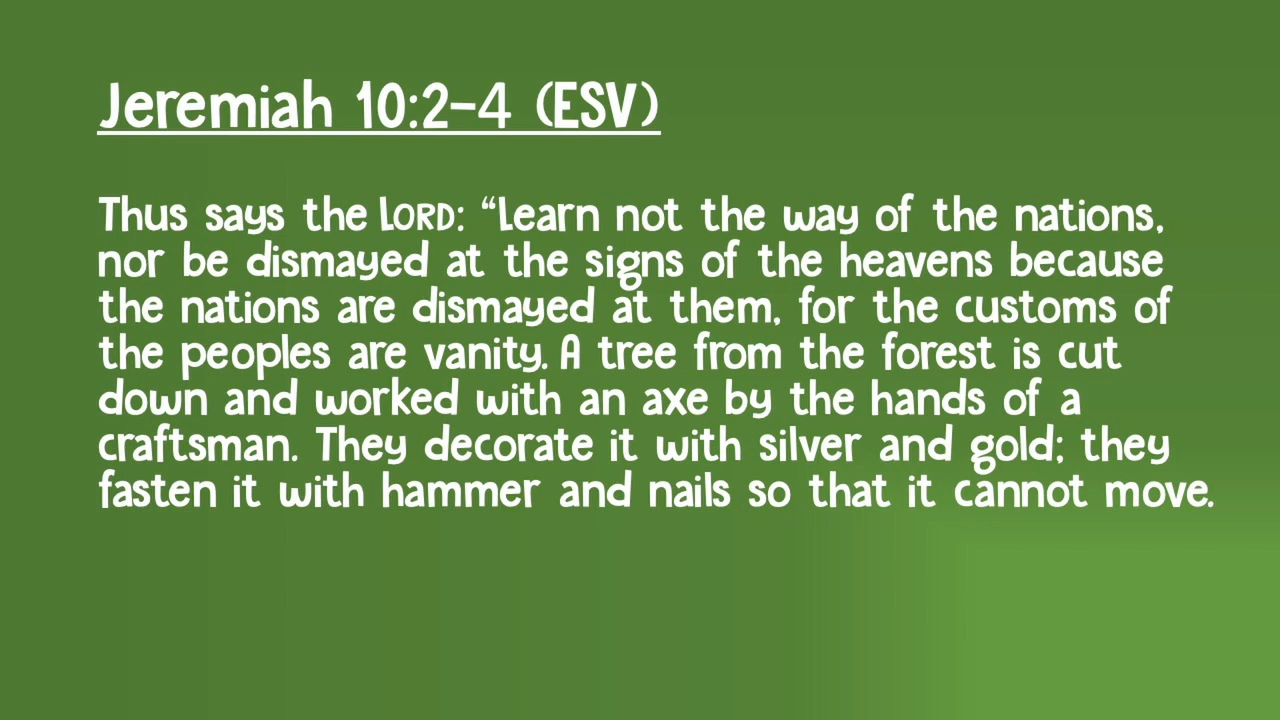 Jeremiah 10:2–4 (ESV)
Thus says the LORD: “Learn not the way of the nations,
nor be dismayed at the signs of the heavens because
the nations are dismayed at them, for the customs of
the peoples are vanity. A tree from the forest is cut
down and worked with an axe by the hands of a
craftsman. They decorate it with silver and gold; they
fasten it with hammer and nails so that it cannot move.